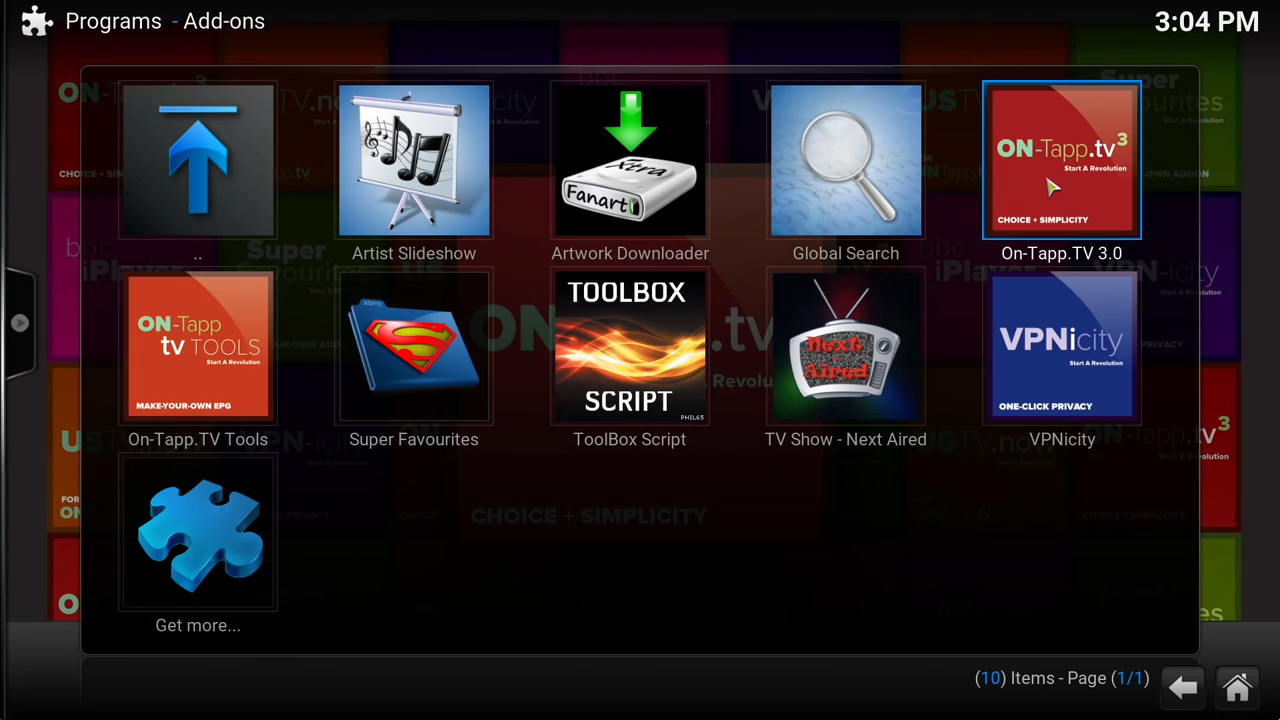 Programs - Add-ons
3:04 PM
ON-Tapp.tv3
Start A Revolution
CHOICE + SIMPLICITY
Xtra
Fanart
..
Artist Slideshow
Artwork Downloader
Global Search
On-Tapp.TV 3.0
ON-Tapp
tv TOOLS
Start A Revolution
MAKE-YOUR-OWN EPG
TOOLBOX
SCRIPT
PHIL65
Next
Aired
VPNicity
Start A Revolution
ONE-CLICK PRIVACY
On-Tapp.TV Tools
Super Favourites
ToolBox Script
TV Show - Next Aired
VPNicity
CHOICE + SIMPLICITY
Get more...
(10) Items - Page (1/1)